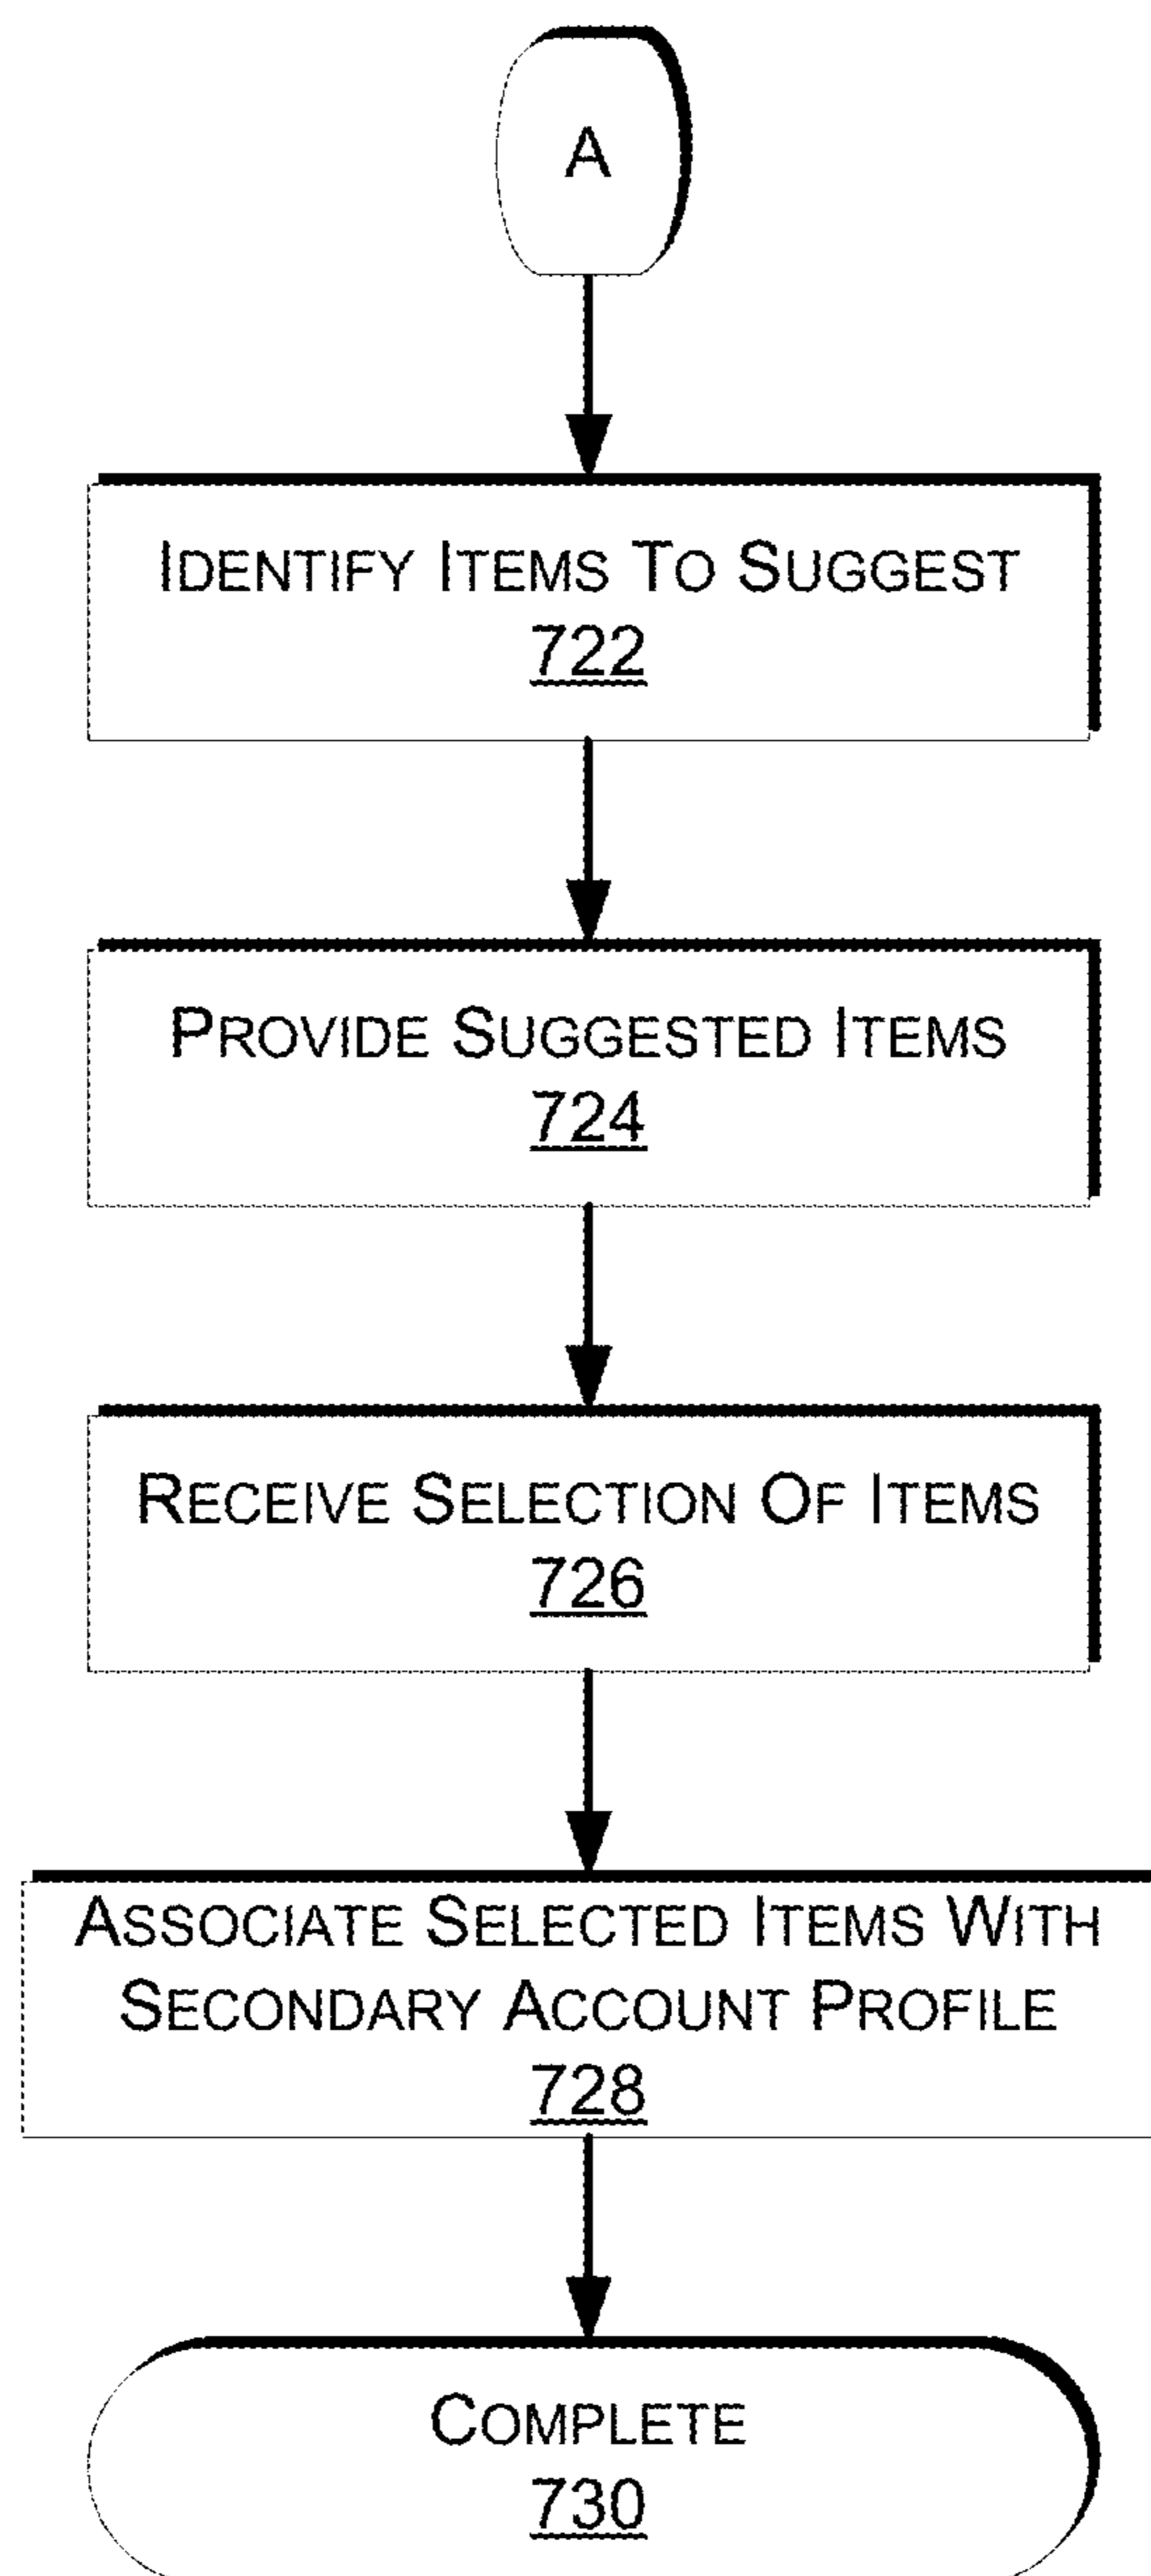 A
IDENTIFY ITEMS TO SUGGEST
722
PROVIDE SUGGESTED ITEMS
724
RECEIVE SELECTION OF ITEMS
726
ASSOCIATE SELECTED ITEMS WITH
SECONDARY ACCOUNT PROFILE
728
COMPLETE
730